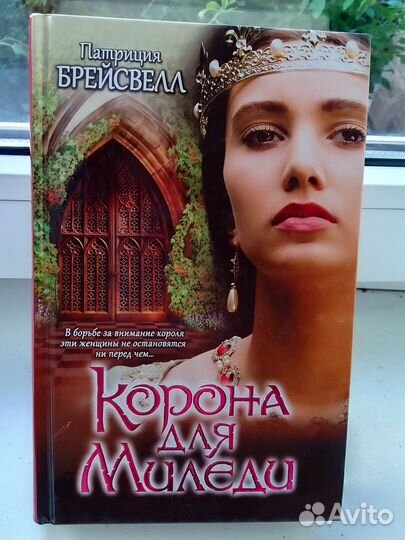 Патриция
БРЕЙСВЕЛЛ
В борьбе за внимание короля
эти женщины не остановятся
ни перед чем...
Корона
для
Миледи
Avito